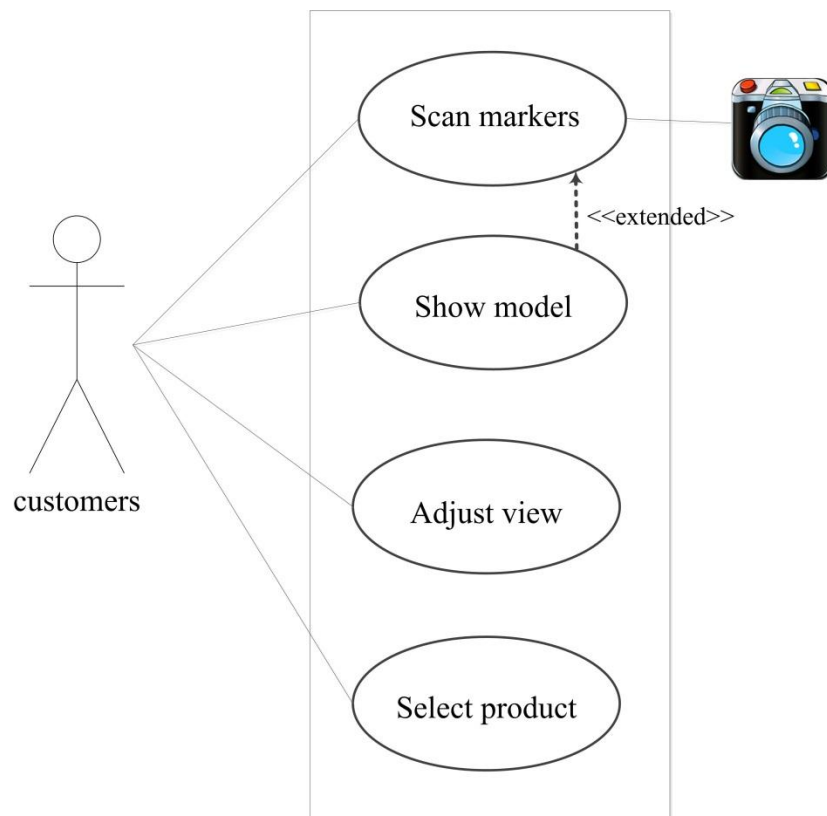 Scan markers
<<extended>>
Show model
customers
Adjust view
Select product